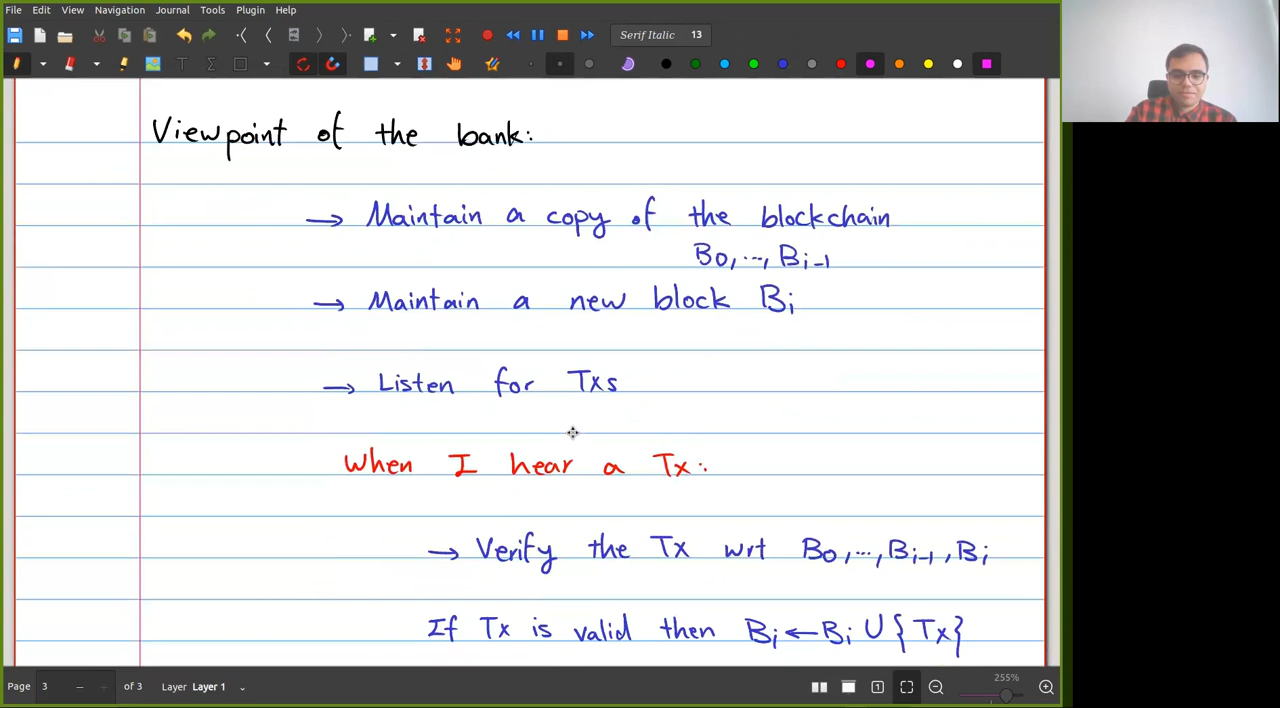 File Edit View Navigation Journal Tools Plugin Help
Serif Italic 13
Viewpoint of the bank:
→ Maintain a copy of the blockchain
B0, ..., Bi-1
→ Maintain a new block Bi
→ Listen for Txs
When I hear a Tx:
→ Verify the Tx wrt B0, ..., Bi-1, Bi
If Tx is valid then Bi ← Bi ∪ {Tx}
Page 3 of 3 Layer Layer 1 255%